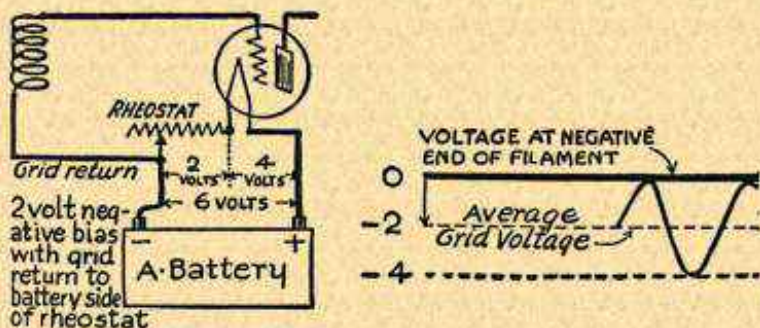 RHEOSTAT
Grid return
2
VOLTS
4
VOLTS
6 VOLTS
2 volt neg-
ative bias
with grid
return to
battery side
of rheostat
-
+
A-Battery
VOLTAGE AT NEGATIVE
END OF FILAMENT
0
-2
Average
Grid Voltage
-4